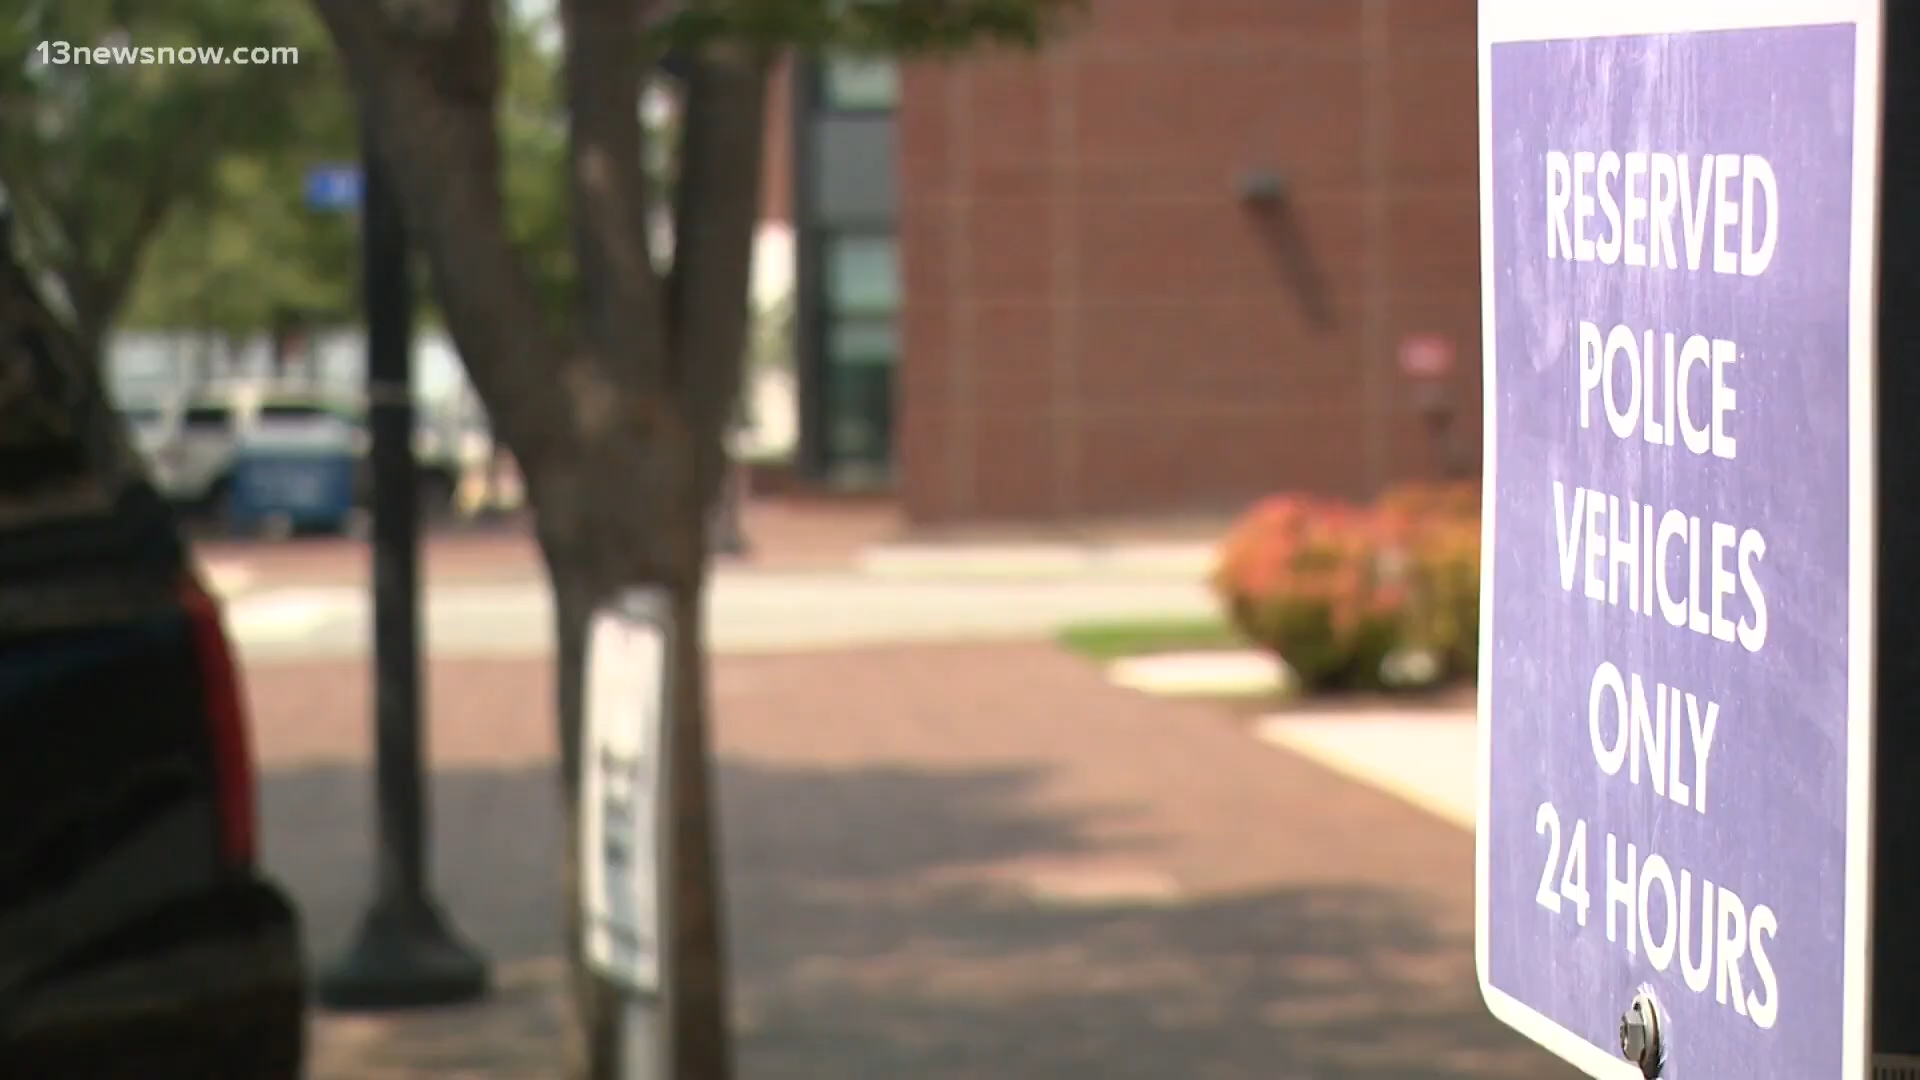 13newsnow.com
RESERVED
POLICE
VEHICLES
ONLY
24 HOURS